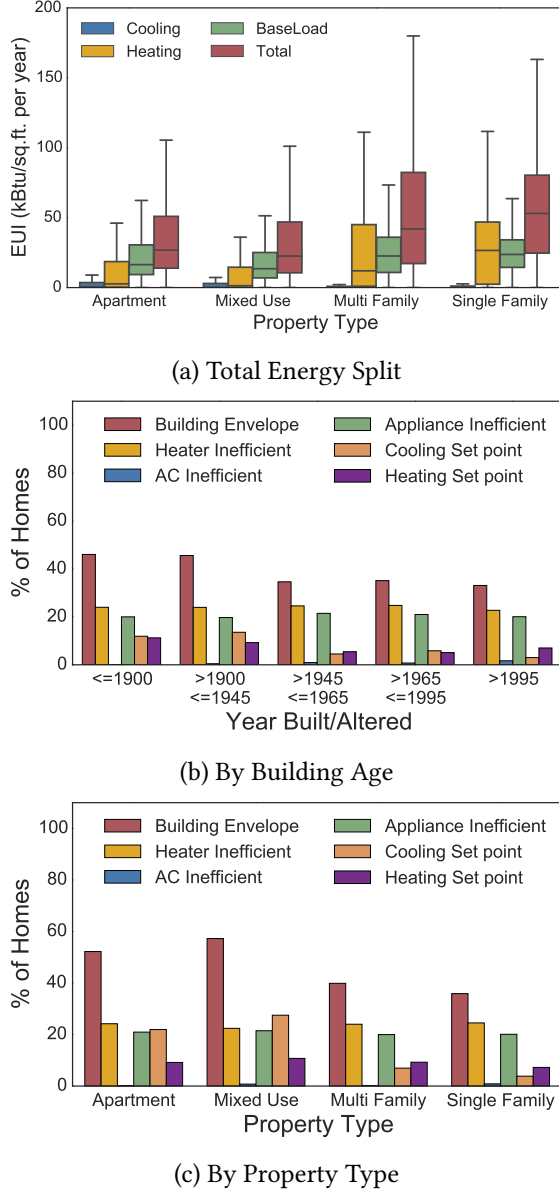 200
150
100
50
0
EUI (kBtu/sq.ft. per year)
Cooling
BaseLoad
Heating
Total
Apartment
Mixed Use
Multi Family
Single Family
Property Type
(a) Total Energy Split
100
80
60
40
20
0
% of Homes
Building Envelope
Appliance Inefficient
Heater Inefficient
Cooling Set point
AC Inefficient
Heating Set point
<=1900
>1900
<=1945
>1945
<=1965
>1965
<=1995
>1995
Year Built/Altered
(b) By Building Age
100
80
60
40
20
0
% of Homes
Building Envelope
Appliance Inefficient
Heater Inefficient
Cooling Set point
AC Inefficient
Heating Set point
Apartment
Mixed Use
Multi Family
Single Family
Property Type
(c) By Property Type